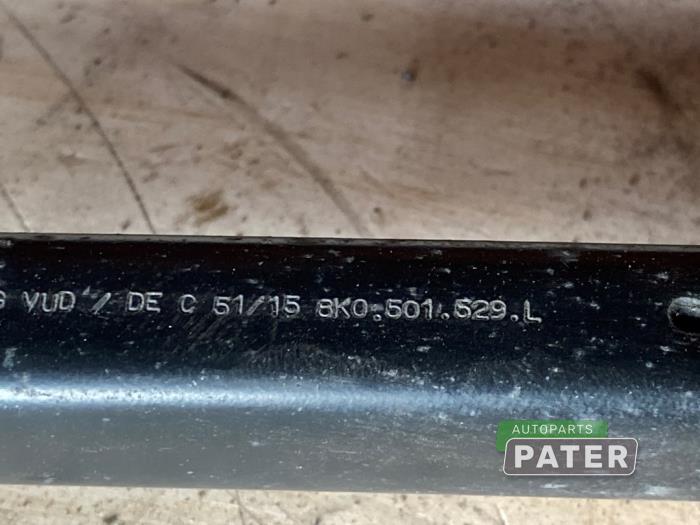 VUD / DE C 51/15 8K0.501.529.L
AUTOPARTS
PATER